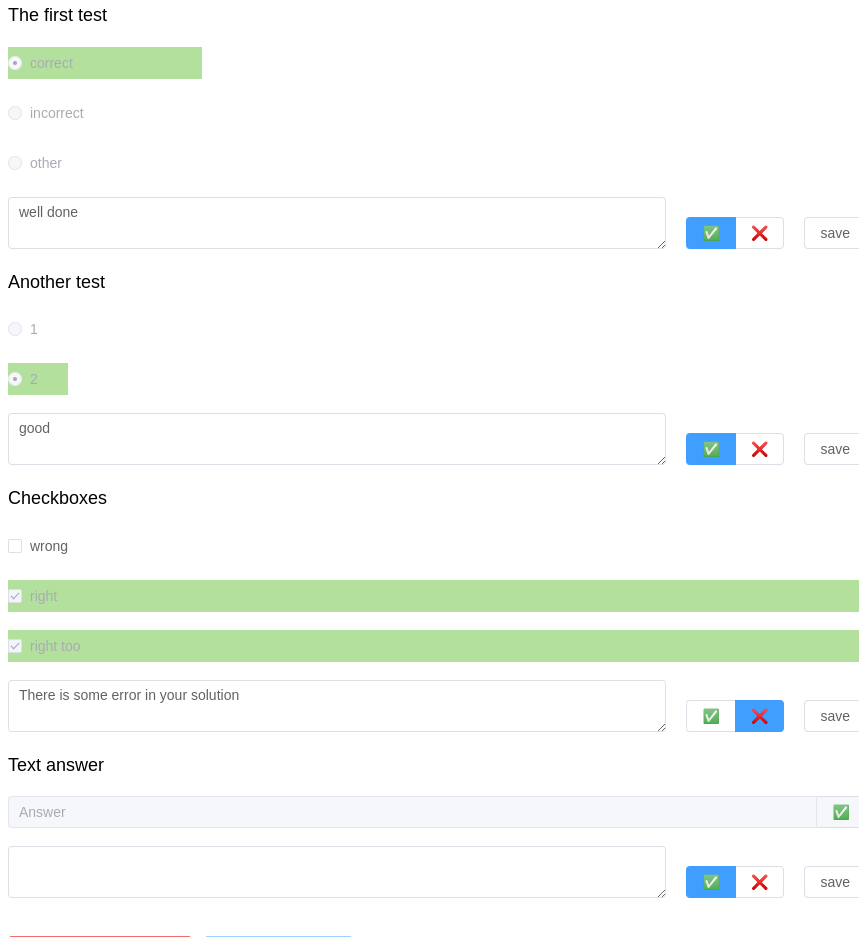 The first test
correct
incorrect
other
well done
save
Another test
1
2
good
save
Checkboxes
wrong
right
right too
There is some error in your solution
save
Text answer
Answer
save